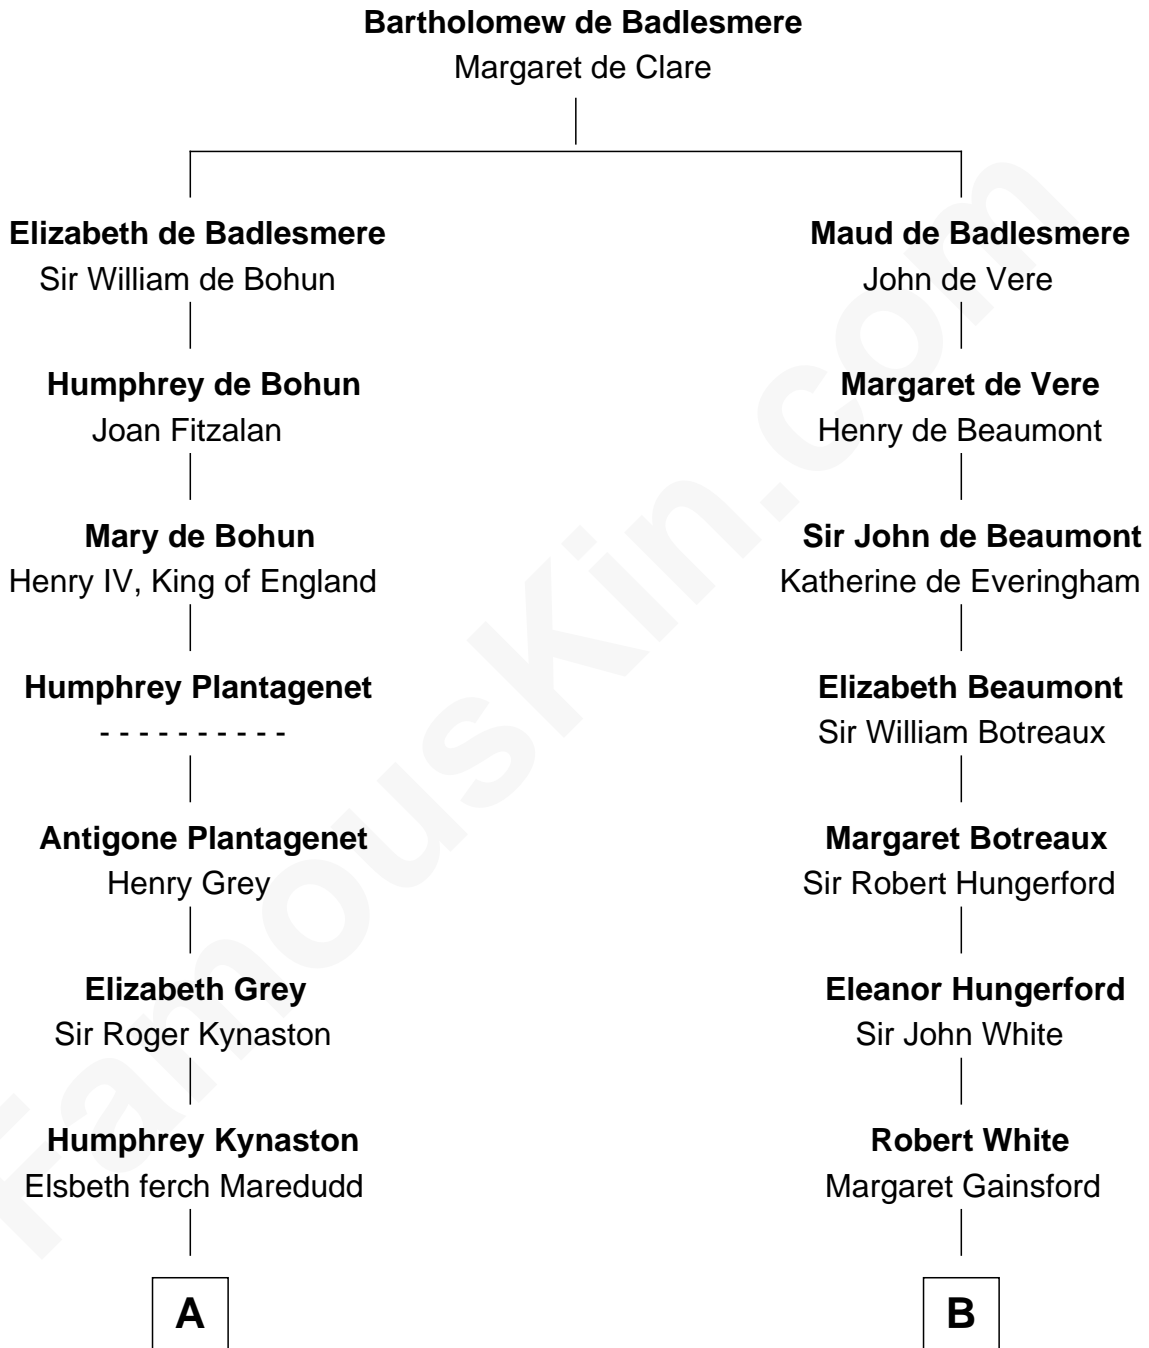 Bartholomew de Badlesmere
Margaret de Clare
Elizabeth de Badlesmere
Sir William de Bohun
Humphrey de Bohun
Joan Fitzalan
Mary de Bohun
Henry IV, King of England
Humphrey Plantagenet
- - - - - - - - - -
Antigone Plantagenet
Henry Grey
Elizabeth Grey
Sir Roger Kynaston
Humphrey Kynaston
Elsbeth ferch Maredudd
A
Maud de Badlesmere
John de Vere
Margaret de Vere
Henry de Beaumont
Sir John de Beaumont
Katherine de Everingham
Elizabeth Beaumont
Sir William Botreaux
Margaret Botreaux
Sir Robert Hungerford
Eleanor Hungerford
Sir John White
Robert White
Margaret Gainsford
B
FamousKin.com